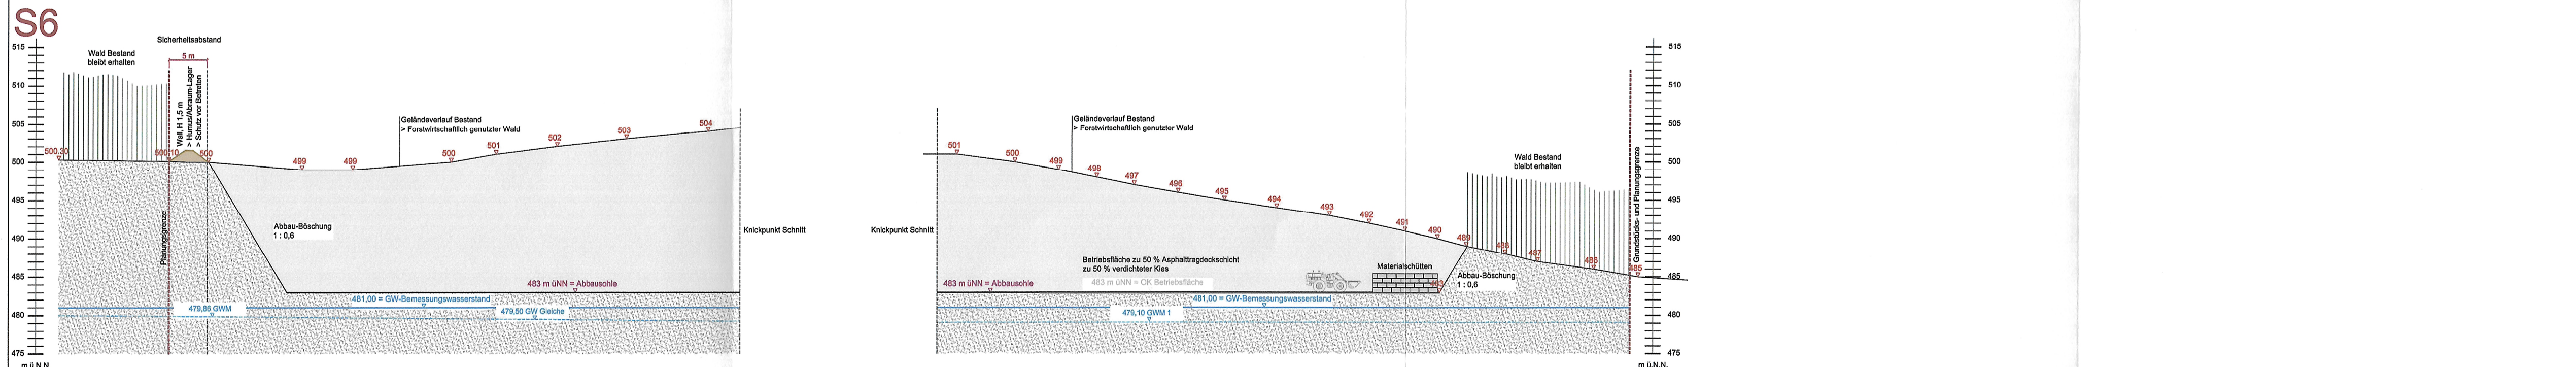 S6
Sicherheitsabstand
5 m
Wald Bestand
bleibt erhalten
Wall, H 1,5 m
> Humus/Abraum-Lager
> Schutz vor Betreten
515
510
505
500
495
490
485
480
475
m ü.N.N.
500,30
500,10
500
499
499
500
501
502
503
504
Geländeverlauf Bestand
> Forstwirtschaftlich genutzter Wald
Planungsgrenze
Abbau-Böschung
1 : 0,6
483 m üNN = Abbausohle
481,00 = GW-Bemessungswasserstand
479,50 GW Gleiche
Knickpunkt Schnitt
Knickpunkt Schnitt
501
500
499
498
497
496
495
494
493
492
491
490
489
488
487
486
485
Geländeverlauf Bestand
> Forstwirtschaftlich genutzter Wald
Wald Bestand
bleibt erhalten
Grundstücks- und Planungsgrenze
Betriebsfläche zu 50 % Asphalttragdeckschicht
zu 50 % verdichteter Kies
483 m üNN = Abbausohle
483 m üNN = OK Betriebsfläche
Materialschütten
Abbau-Böschung
1 : 0,6
481,00 = GW-Bemessungswasserstand
479,10 GWM 1
515
510
505
500
495
490
485
480
475
m ü.N.N.